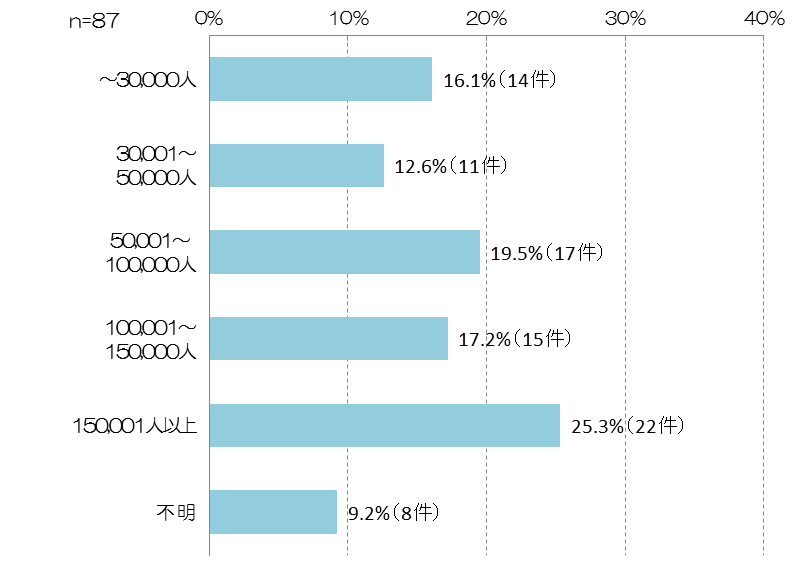 n=87
0% 10% 20% 30% 40%
～30,000人
16.1%（14件）
30,001～
50,000人
12.6%（11件）
50,001～
100,000人
19.5%（17件）
100,001～
150,000人
17.2%（15件）
150,001人以上
25.3%（22件）
不明
9.2%（8件）